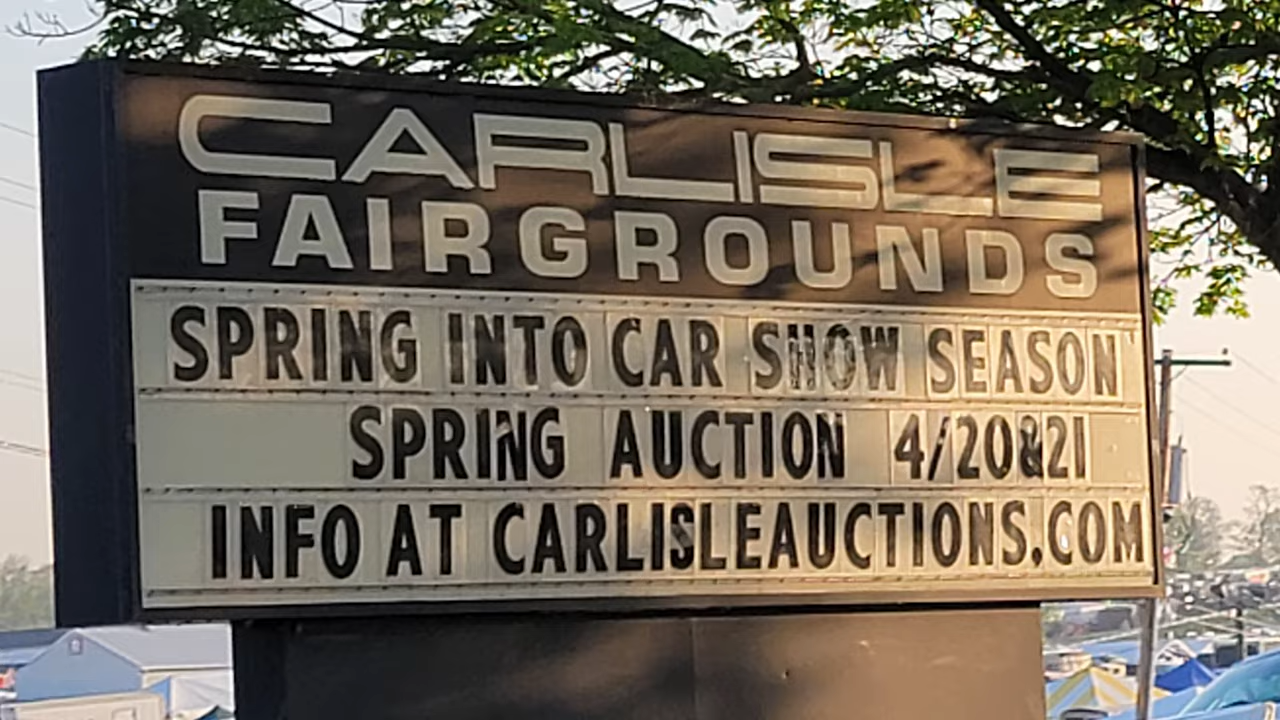 CARLISLE
FAIRGROUNDS
SPRING INTO CAR SHOW SEASON
SPRING AUCTION 4/20&21
INFO AT CARLISLEAUCTIONS.COM